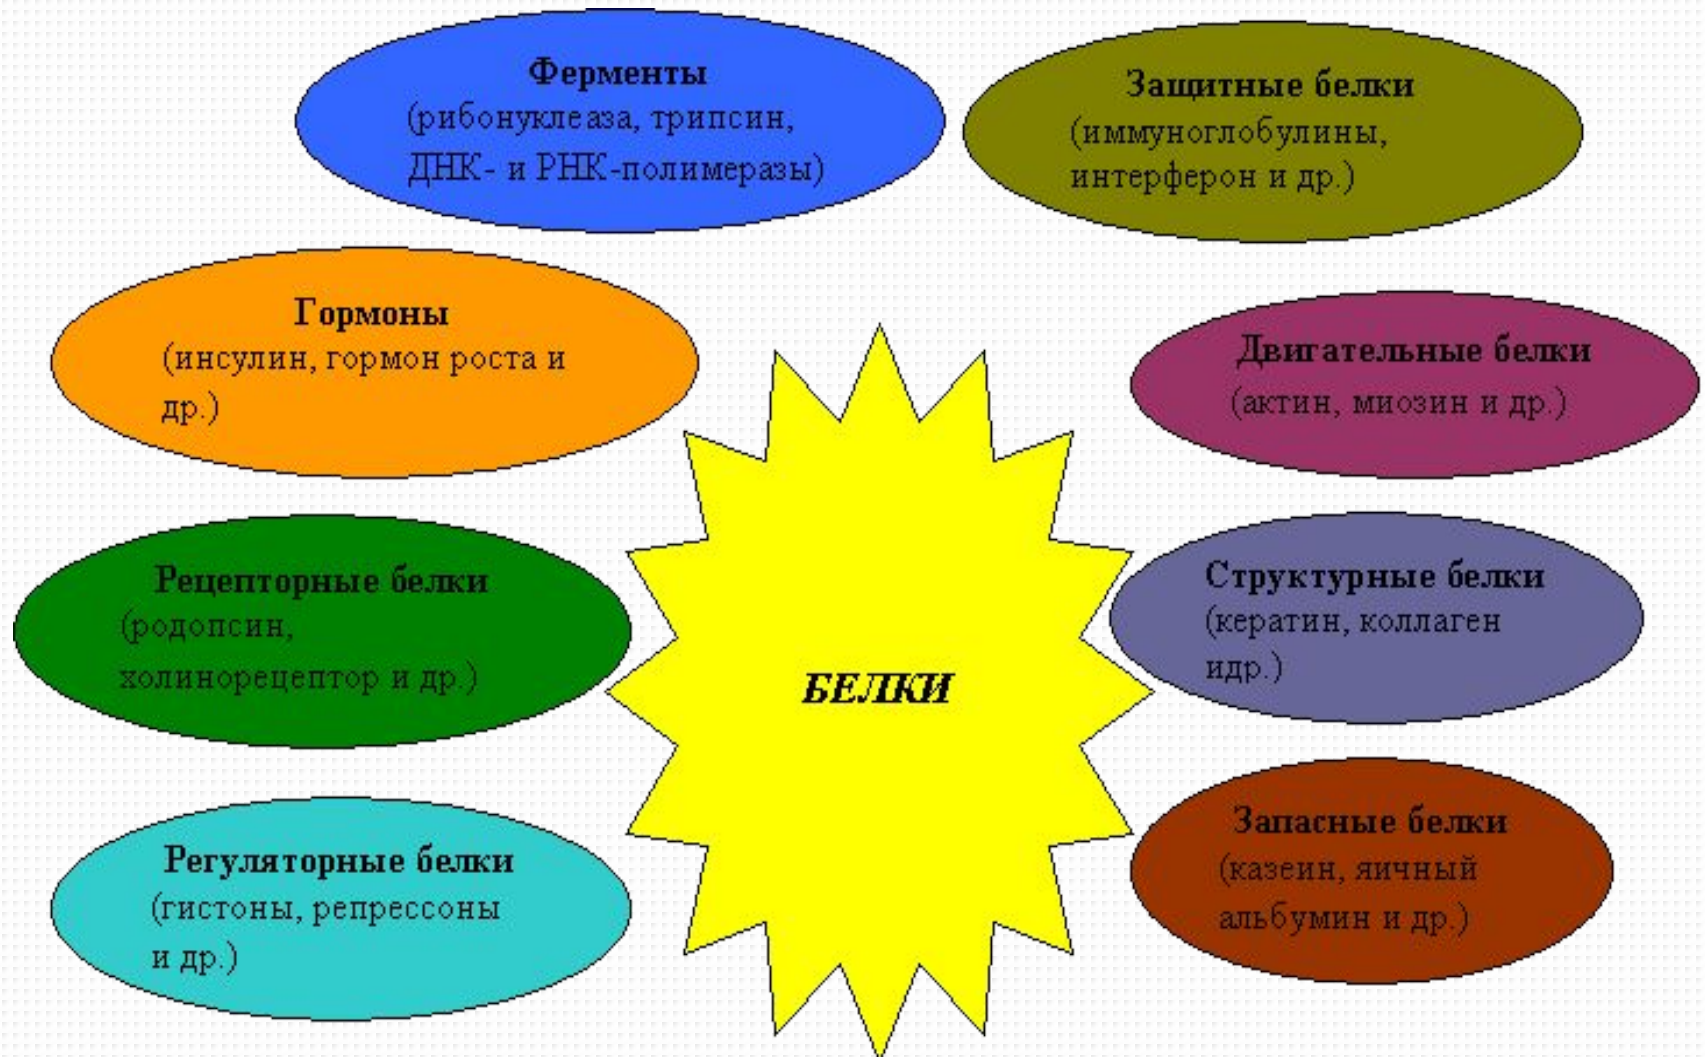 Ферменты
(рибонуклеаза, трипсин,
ДНК- и РНК-полимеразы)
Защитные белки
(иммуноглобулины,
интерферон и др.)
Гормоны
(инсулин, гормон роста и
др.)
Двигательные белки
(актин, миозин и др.)
Рецепторные белки
(родопсин,
холинорецептор и др.)
Структурные белки
(кератин, коллаген
идр.)
БЕЛКИ
Регуляторные белки
(гистоны, репрессоны
и др.)
Запасные белки
(казеин, яичный
альбумин и др.)